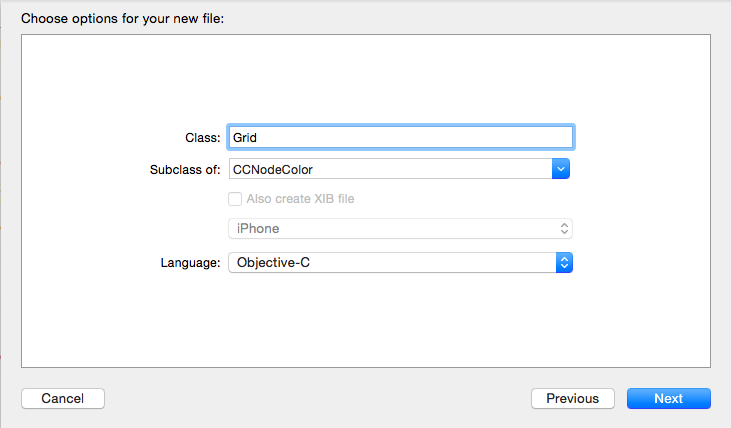 Choose options for your new file:
Class: Grid
Subclass of: CCNodeColor
Also create XIB file
iPhone
Language: Objective-C
Cancel Previous Next